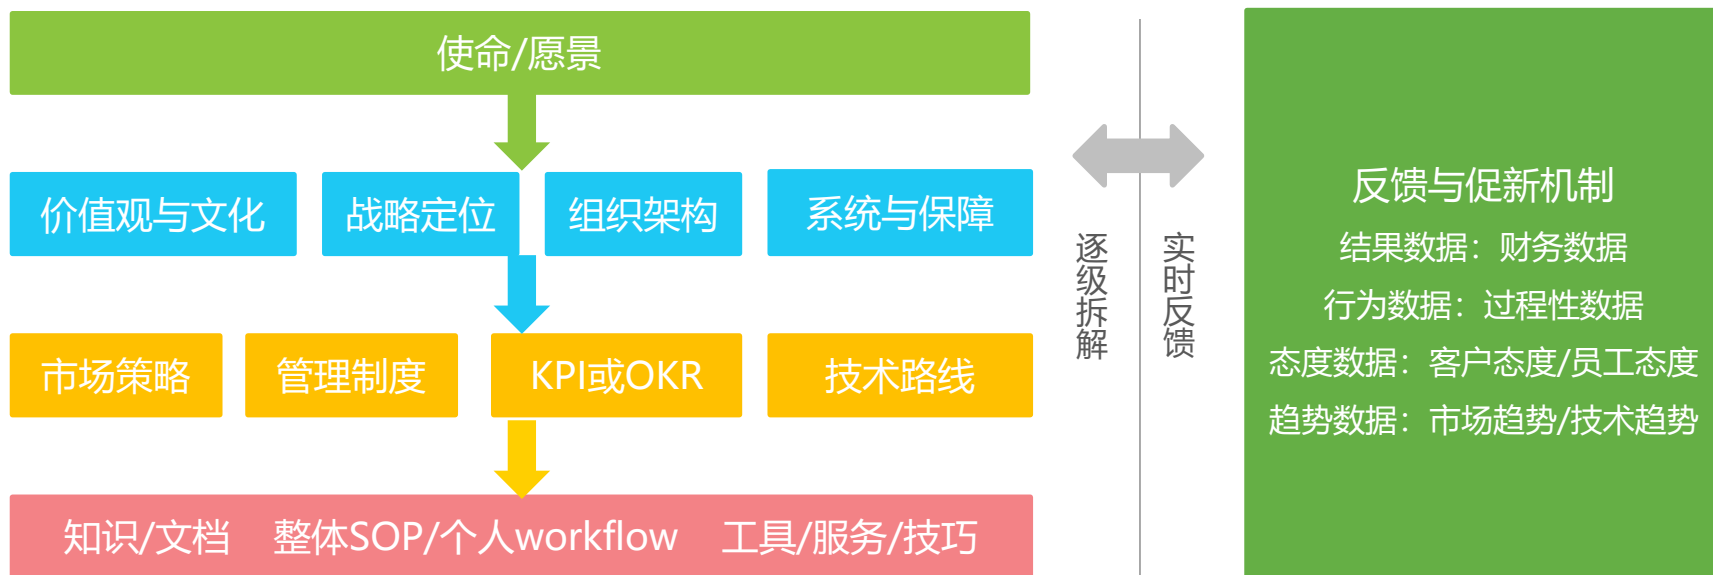 使命/愿景
价值观与文化
战略定位
组织架构
系统与保障
市场策略
管理制度
KPI或OKR
技术路线
知识/文档 整体SOP/个人workflow 工具/服务/技巧
逐级拆解
实时反馈
反馈与促新机制
结果数据：财务数据
行为数据：过程性数据
态度数据：客户态度/员工态度
趋势数据：市场趋势/技术趋势